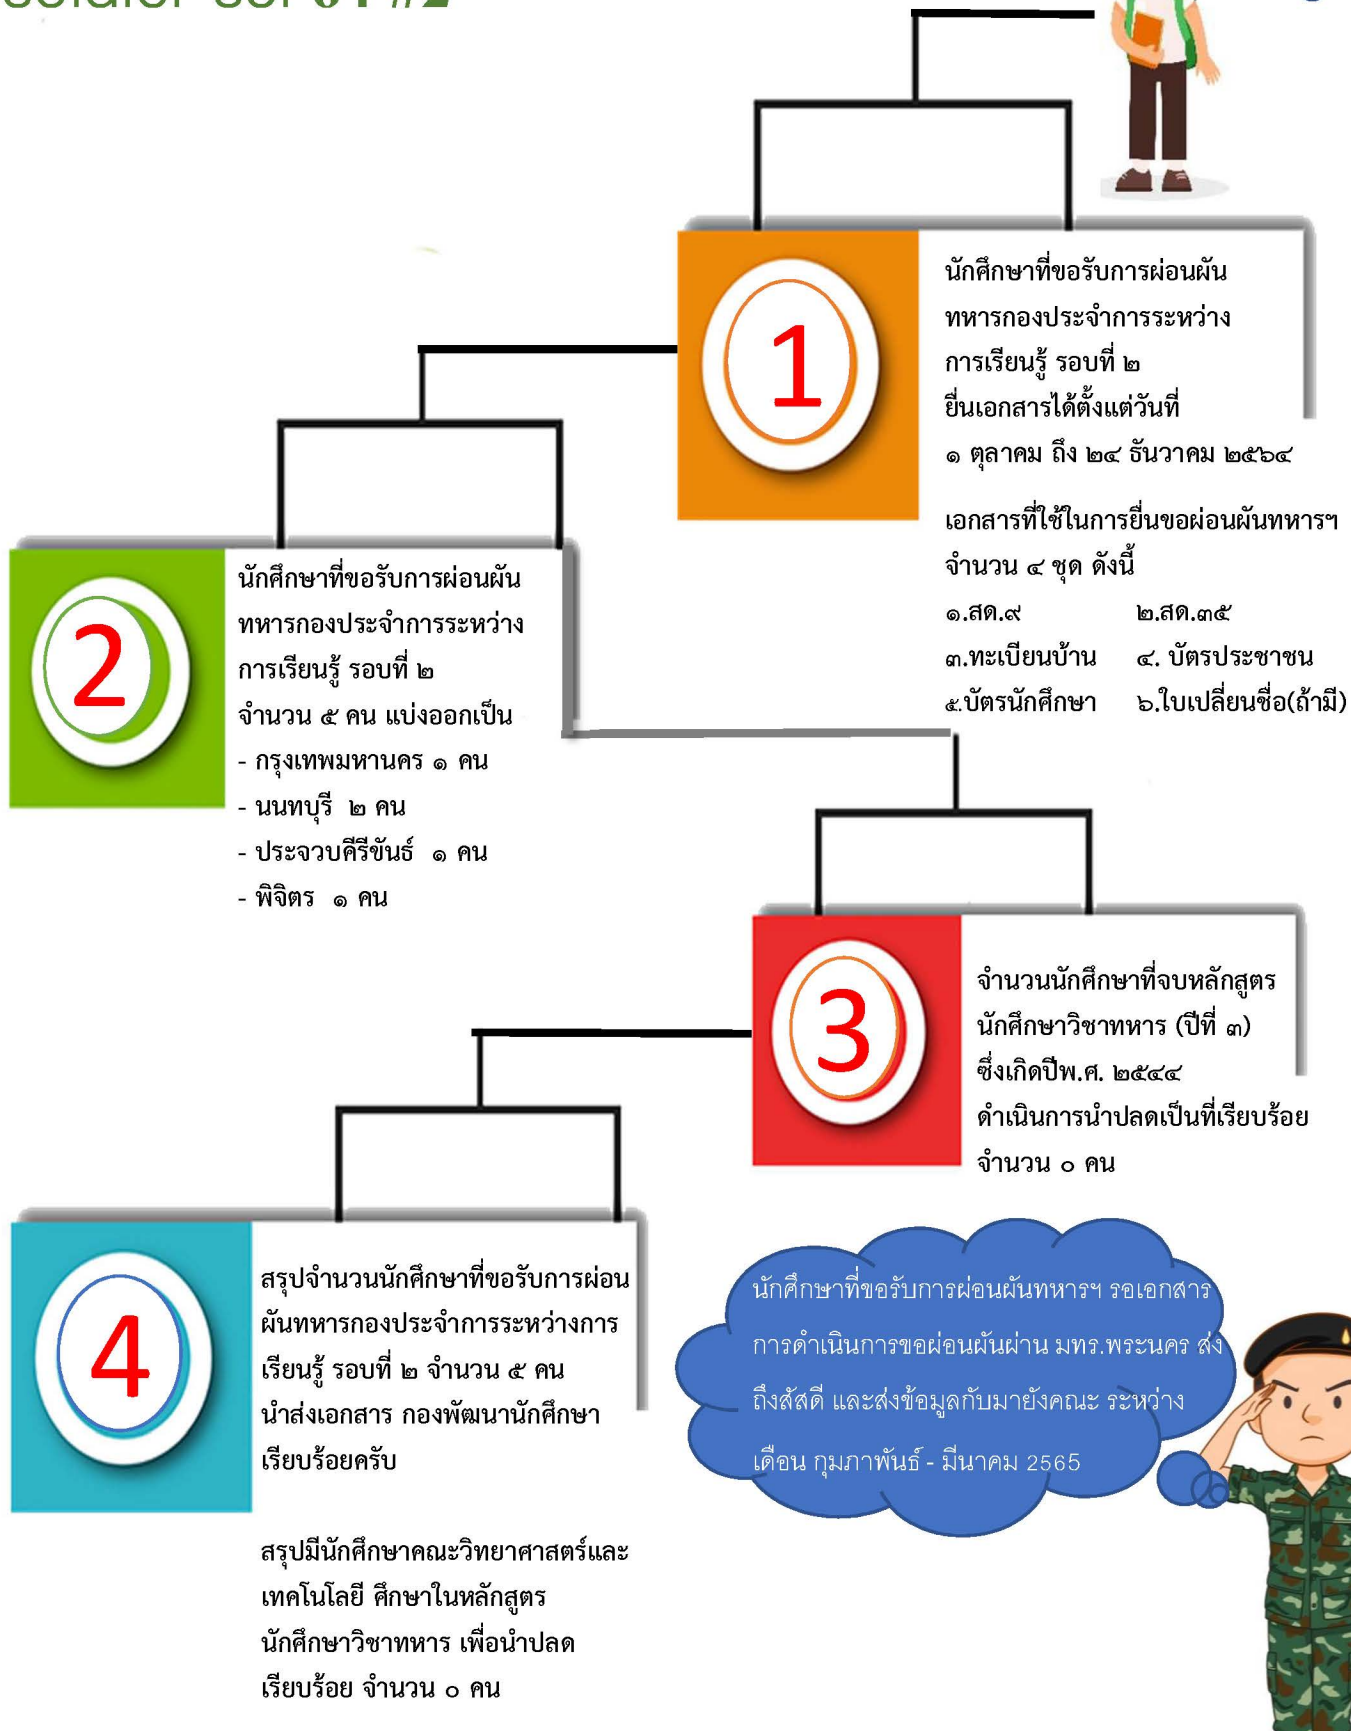 1
นักศึกษาที่ขอรับการผ่อนผัน
ทหารกองประจำการระหว่าง
การเรียนรู้ รอบที่ ๒
ยื่นเอกสารได้ตั้งแต่วันที่
๑ ตุลาคม ถึง ๒๔ ธันวาคม ๒๕๖๔
เอกสารที่ใช้ในการยื่นขอผ่อนผันทหารฯ
จำนวน ๔ ชุด ดังนี้
๑.สด.๙ ๒.สด.๓๕
๓.ทะเบียนบ้าน ๔. บัตรประชาชน
๕.บัตรนักศึกษา ๖.ใบเปลี่ยนชื่อ(ถ้ามี)
2
นักศึกษาที่ขอรับการผ่อนผัน
ทหารกองประจำการระหว่าง
การเรียนรู้ รอบที่ ๒
จำนวน ๕ คน แบ่งออกเป็น
- กรุงเทพมหานคร ๑ คน
- นนทบุรี ๒ คน
- ประจวบคีรีขันธ์ ๑ คน
- พิจิตร ๑ คน
3
จำนวนนักศึกษาที่จบหลักสูตร
นักศึกษาวิชาทหาร (ปีที่ ๓)
ซึ่งเกิดปีพ.ศ. ๒๕๔๔
ดำเนินการนำปลดเป็นที่เรียบร้อย
จำนวน ๐ คน
4
สรุปจำนวนนักศึกษาที่ขอรับการผ่อน
ผันทหารกองประจำการระหว่างการ
เรียนรู้ รอบที่ ๒ จำนวน ๕ คน
นำส่งเอกสาร กองพัฒนานักศึกษา
เรียบร้อยครับ
สรุปมีนักศึกษาคณะวิทยาศาสตร์และ
เทคโนโลยี ศึกษาในหลักสูตร
นักศึกษาวิชาทหาร เพื่อนำปลด
เรียบร้อย จำนวน ๐ คน
นักศึกษาที่ขอรับการผ่อนผันทหารฯ รอเอกสาร
การดำเนินการขอผ่อนผันผ่าน มทร.พระนคร ส่ง
ถึงสัสดี และส่งข้อมูลกับมายังคณะ ระหว่าง
เดือน กุมภาพันธ์ - มีนาคม 2565